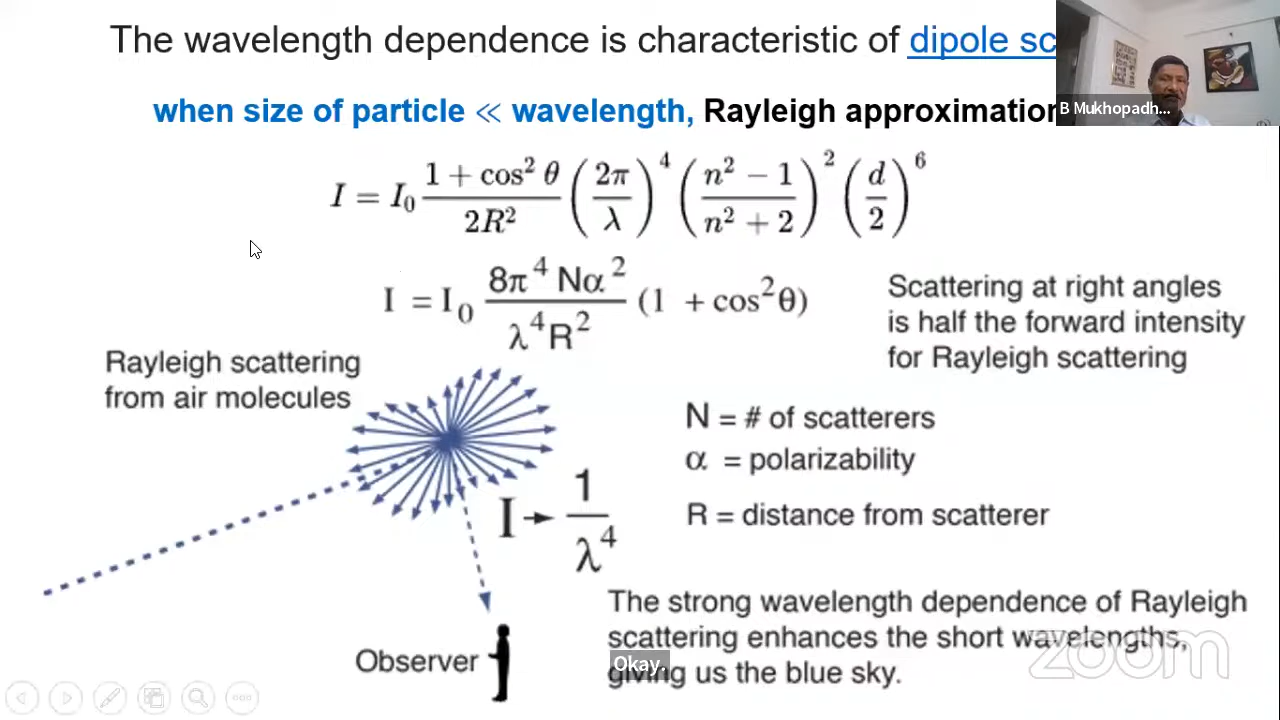 The wavelength dependence is characteristic of dipole sc
when size of particle ≪ wavelength, Rayleigh approximation
B Mukhopadh...
I = I₀ (1 + cos² θ)/(2R²) (2π/λ)⁴ ((n² − 1)/(n² + 2))² (d/2)⁶
I = I₀ (8π⁴ Nα²)/(λ⁴R²) (1 + cos²θ)
Scattering at right angles
is half the forward intensity
for Rayleigh scattering
Rayleigh scattering
from air molecules
N = # of scatterers
α = polarizability
I → 1/λ⁴
R = distance from scatterer
The strong wavelength dependence of Rayleigh
scattering enhances the short wavelengths,
giving us the blue sky.
Observer
Okay.
zoom